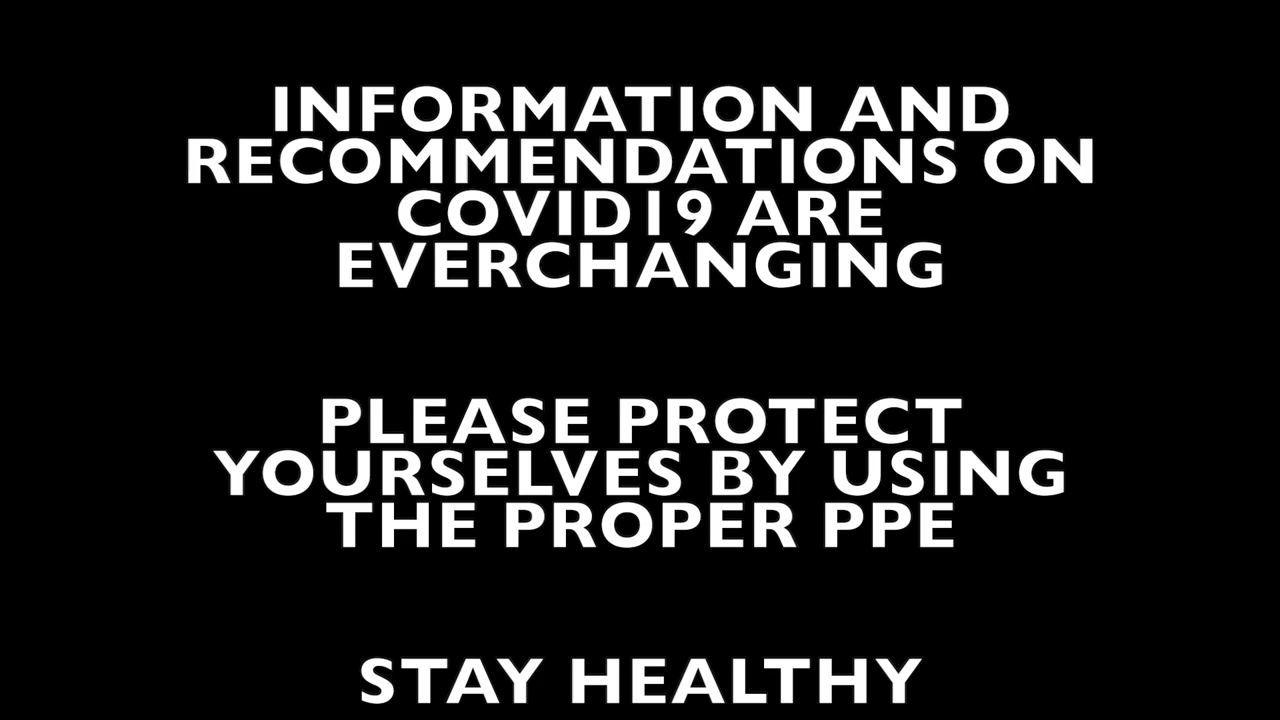 INFORMATION AND
RECOMMENDATIONS ON
COVID19 ARE
EVERCHANGING
PLEASE PROTECT
YOURSELVES BY USING
THE PROPER PPE
STAY HEALTHY